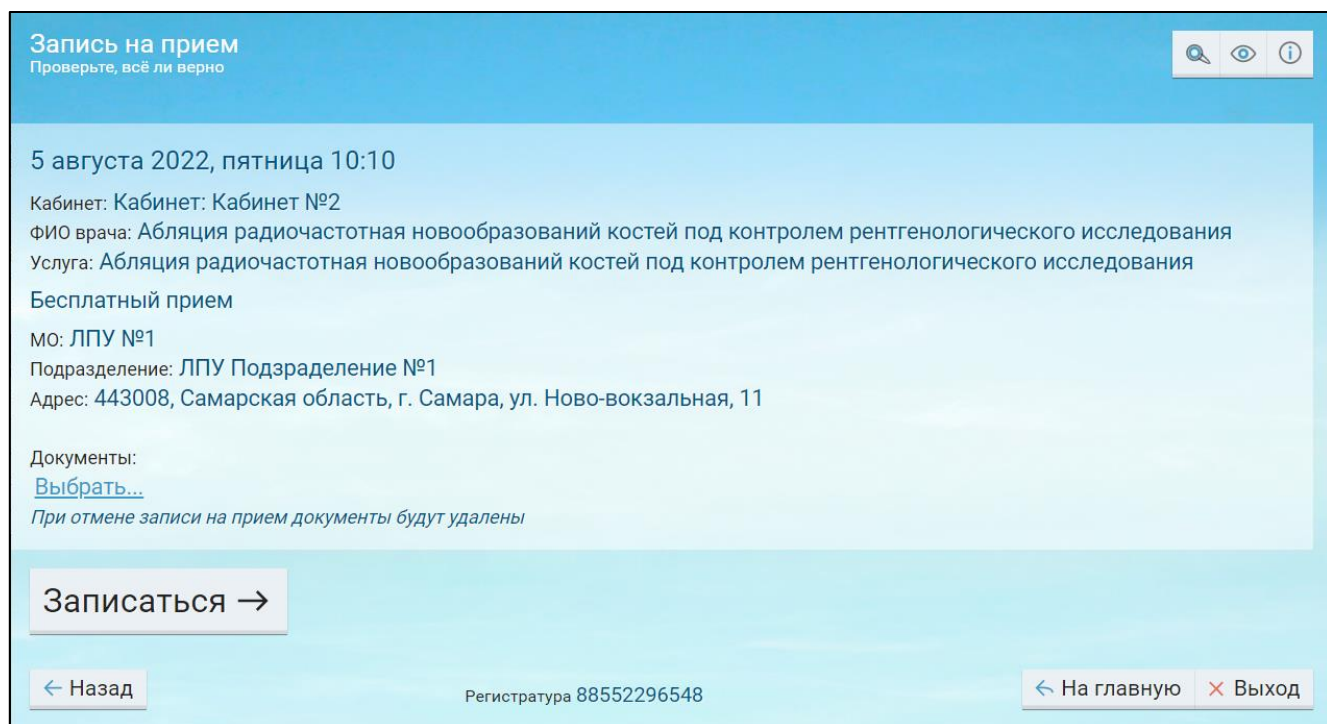 Запись на прием
Проверьте, всё ли верно
5 августа 2022, пятница 10:10
Кабинет: Кабинет: Кабинет №2
ФИО врача: Абляция радиочастотная новообразований костей под контролем рентгенологического исследования
Услуга: Абляция радиочастотная новообразований костей под контролем рентгенологического исследования
Бесплатный прием
МО: ЛПУ №1
Подразделение: ЛПУ Подзраделение №1
Адрес: 443008, Самарская область, г. Самара, ул. Ново-вокзальная, 11
Документы:
Выбрать...
При отмене записи на прием документы будут удалены
Записаться →
← Назад
Регистратура 88552296548
На главную
Выход